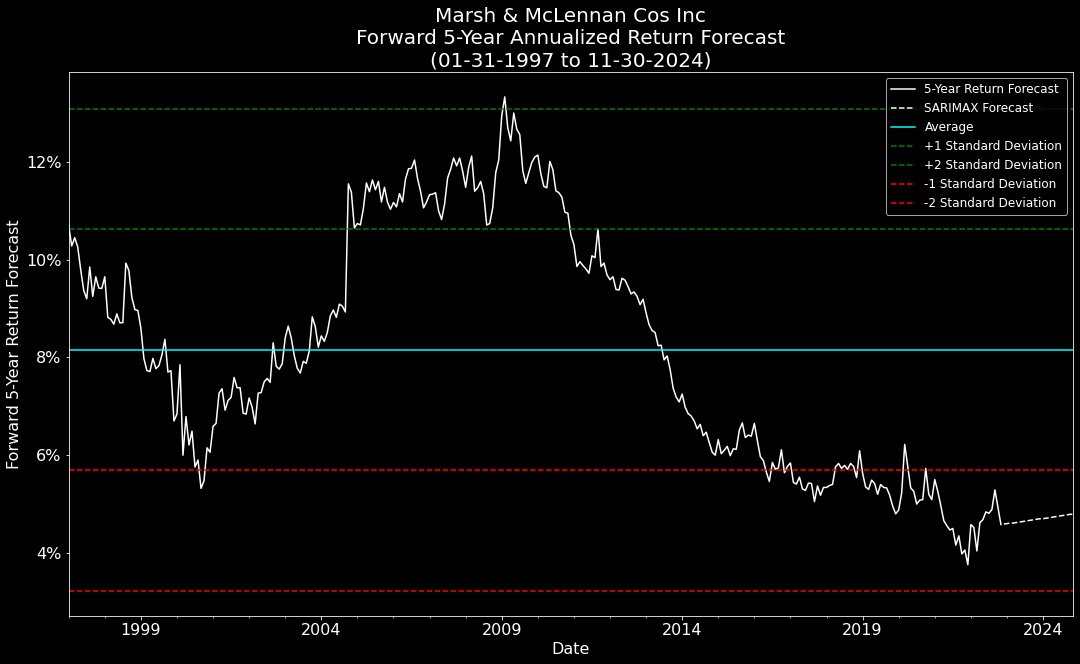 Marsh & McLennan Cos Inc
Forward 5-Year Annualized Return Forecast
(01-31-1997 to 11-30-2024)
5-Year Return Forecast
SARIMAX Forecast
Average
+1 Standard Deviation
+2 Standard Deviation
-1 Standard Deviation
-2 Standard Deviation
Forward 5-Year Return Forecast
12%
10%
8%
6%
4%
1999
2004
2009
2014
2019
2024
Date